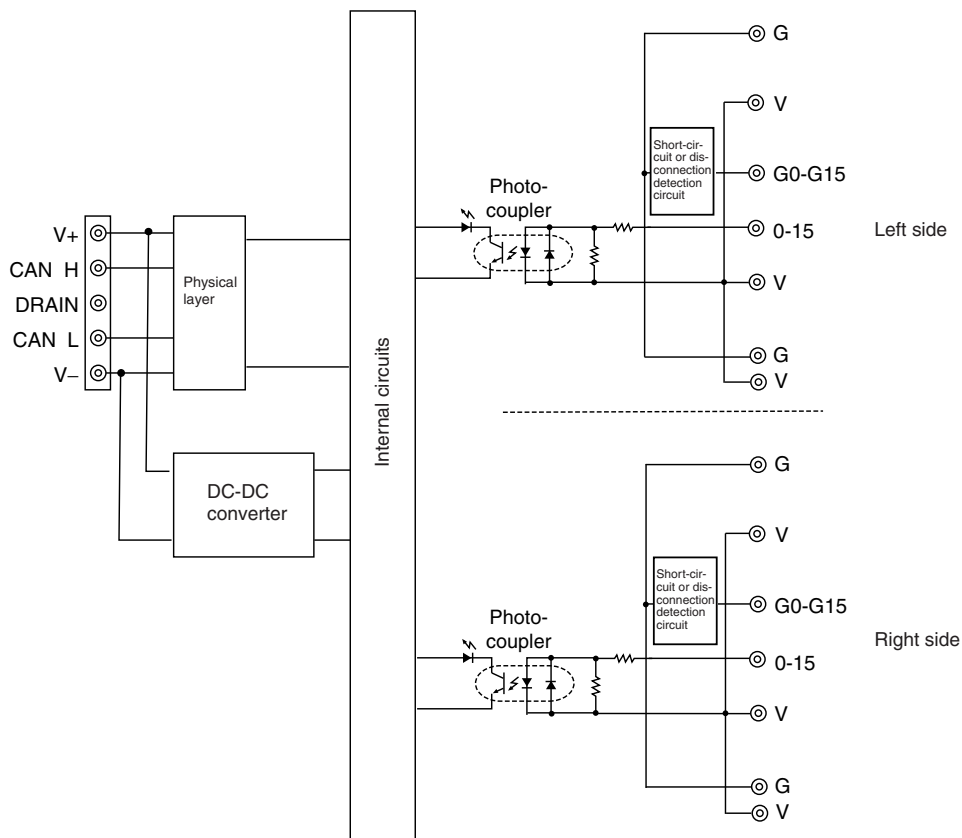 V+
CAN H
DRAIN
CAN L
V–
Physical
layer
DC-DC
converter
Internal circuits
Photo-
coupler
Short-cir-
cuit or dis-
connection
detection
circuit
G
V
G0-G15
0-15
V
G
V
Left side
Photo-
coupler
Short-cir-
cuit or dis-
connection
detection
circuit
G
V
G0-G15
0-15
V
G
V
Right side